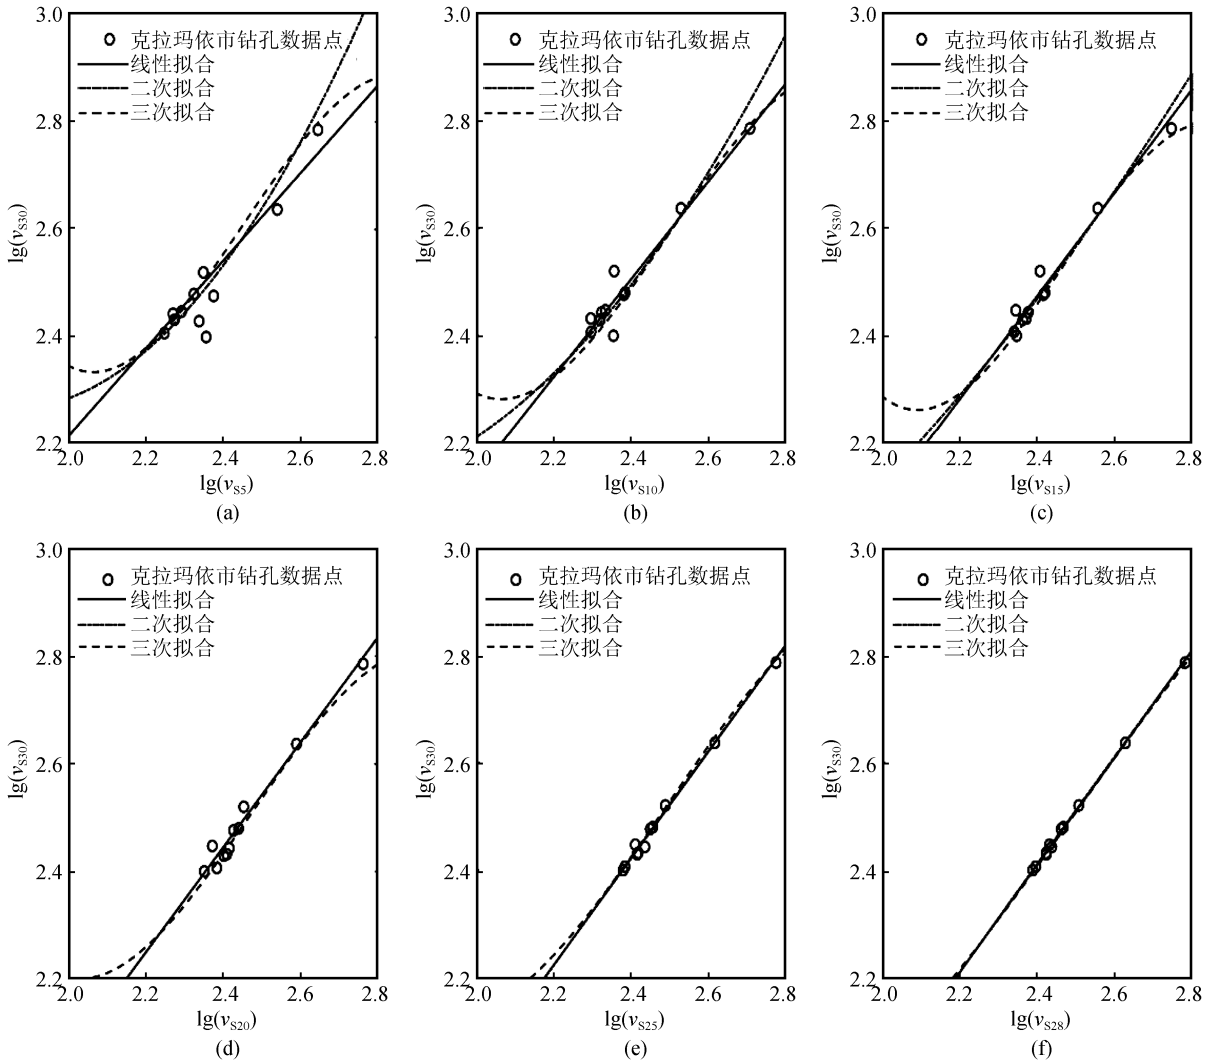 3.0
克拉玛依市钻孔数据点
线性拟合
二次拟合
三次拟合
2.8
2.6
2.4
2.2
lg(vS30)
2.0 2.2 2.4 2.6 2.8
lg(vS5)
(a)
3.0
克拉玛依市钻孔数据点
线性拟合
二次拟合
三次拟合
2.8
2.6
2.4
2.2
lg(vS30)
2.0 2.2 2.4 2.6 2.8
lg(vS10)
(b)
3.0
克拉玛依市钻孔数据点
线性拟合
二次拟合
三次拟合
2.8
2.6
2.4
2.2
lg(vS30)
2.0 2.2 2.4 2.6 2.8
lg(vS15)
(c)
3.0
克拉玛依市钻孔数据点
线性拟合
二次拟合
三次拟合
2.8
2.6
2.4
2.2
lg(vS30)
2.0 2.2 2.4 2.6 2.8
lg(vS20)
(d)
3.0
克拉玛依市钻孔数据点
线性拟合
二次拟合
三次拟合
2.8
2.6
2.4
2.2
lg(vS30)
2.0 2.2 2.4 2.6 2.8
lg(vS25)
(e)
3.0
克拉玛依市钻孔数据点
线性拟合
二次拟合
三次拟合
2.8
2.6
2.4
2.2
lg(vS30)
2.0 2.2 2.4 2.6 2.8
lg(vS28)
(f)